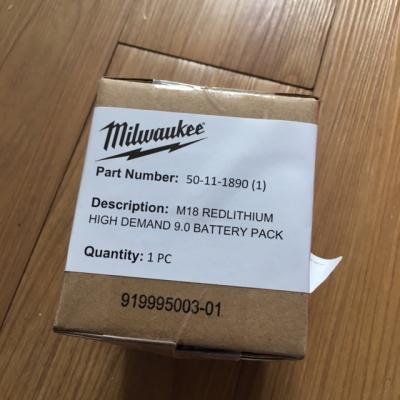 Milwaukee
Part Number: 50-11-1890 (1)
Description: M18 REDLITHIUM
HIGH DEMAND 9.0 BATTERY PACK
Quantity: 1 PC
919995003-01